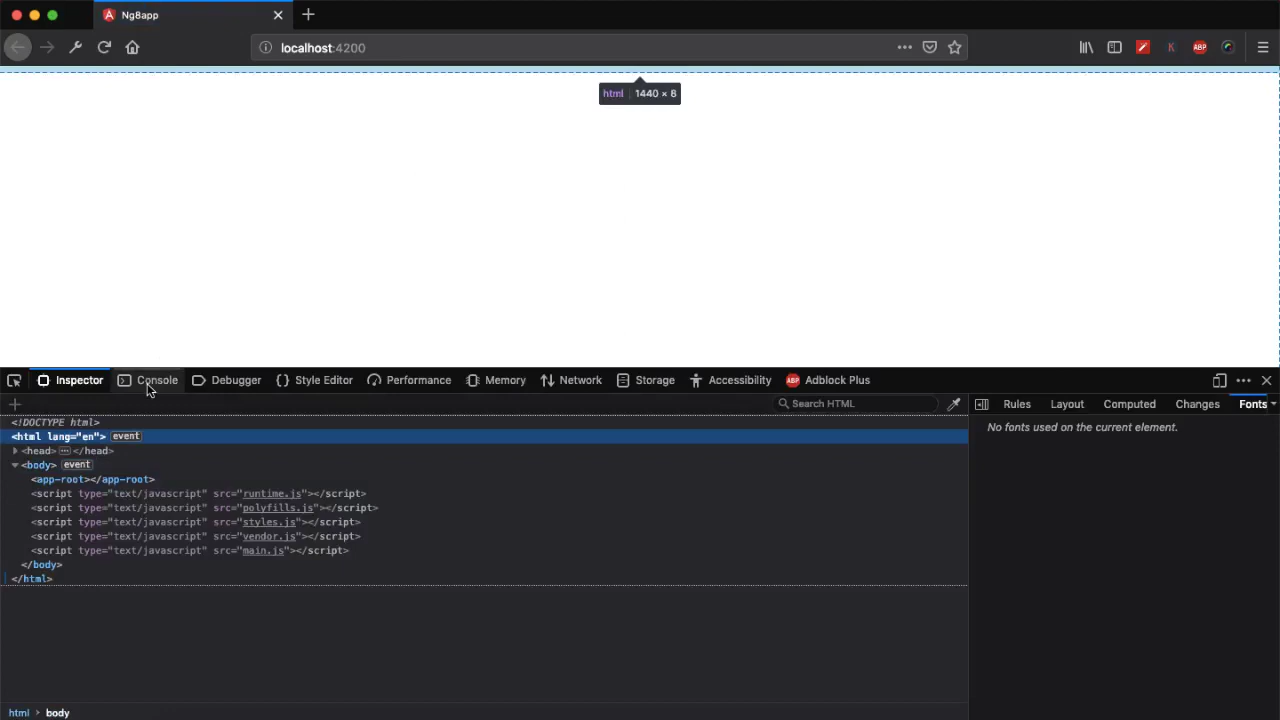 Ng8app
localhost:4200
K
ABP
html 1440 × 8
Inspector Console Debugger {} Style Editor Performance Memory Network Storage Accessibility ABP Adblock Plus
Search HTML
Rules Layout Computed Changes Fonts
No fonts used on the current element.
<!DOCTYPE html>
<html lang="en"> event
<head> </head>
<body> event
<app-root></app-root>
<script type="text/javascript" src="runtime.js"></script>
<script type="text/javascript" src="polyfills.js"></script>
<script type="text/javascript" src="styles.js"></script>
<script type="text/javascript" src="vendor.js"></script>
<script type="text/javascript" src="main.js"></script>
</body>
</html>
html > body